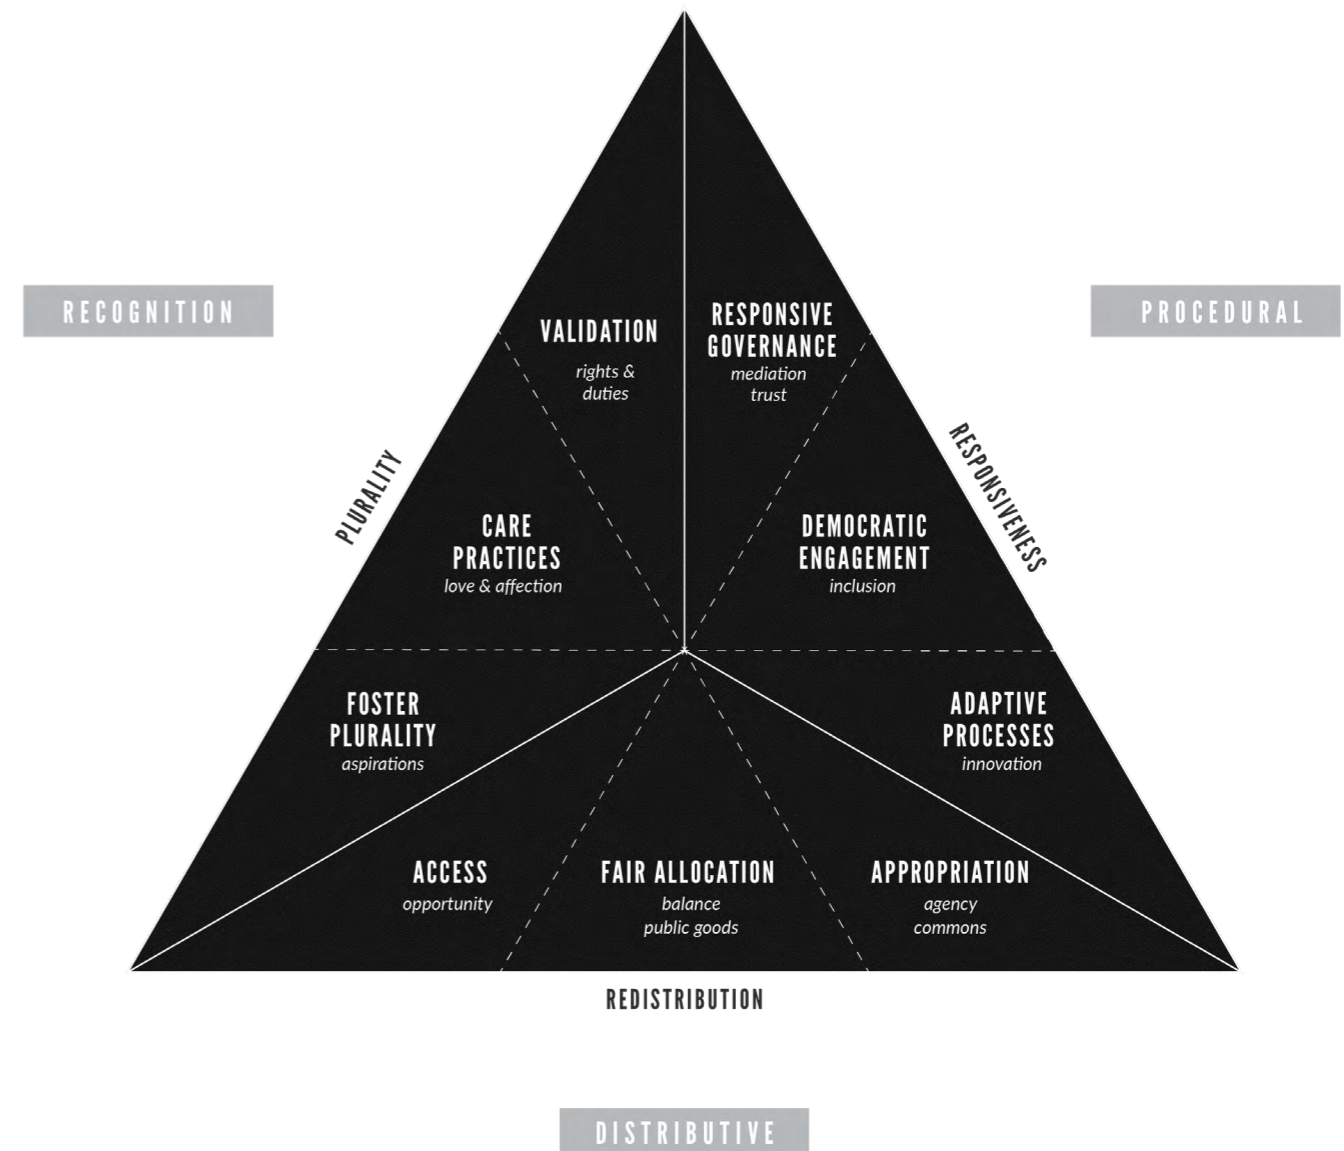 RECOGNITION
PROCEDURAL
VALIDATION
rights &
duties
RESPONSIVE
GOVERNANCE
mediation
trust
PLURALITY
RESPONSIVENESS
CARE
PRACTICES
love & affection
DEMOCRATIC
ENGAGEMENT
inclusion
FOSTER
PLURALITY
aspirations
ADAPTIVE
PROCESSES
innovation
ACCESS
opportunity
FAIR ALLOCATION
balance
public goods
APPROPRIATION
agency
commons
REDISTRIBUTION
DISTRIBUTIVE